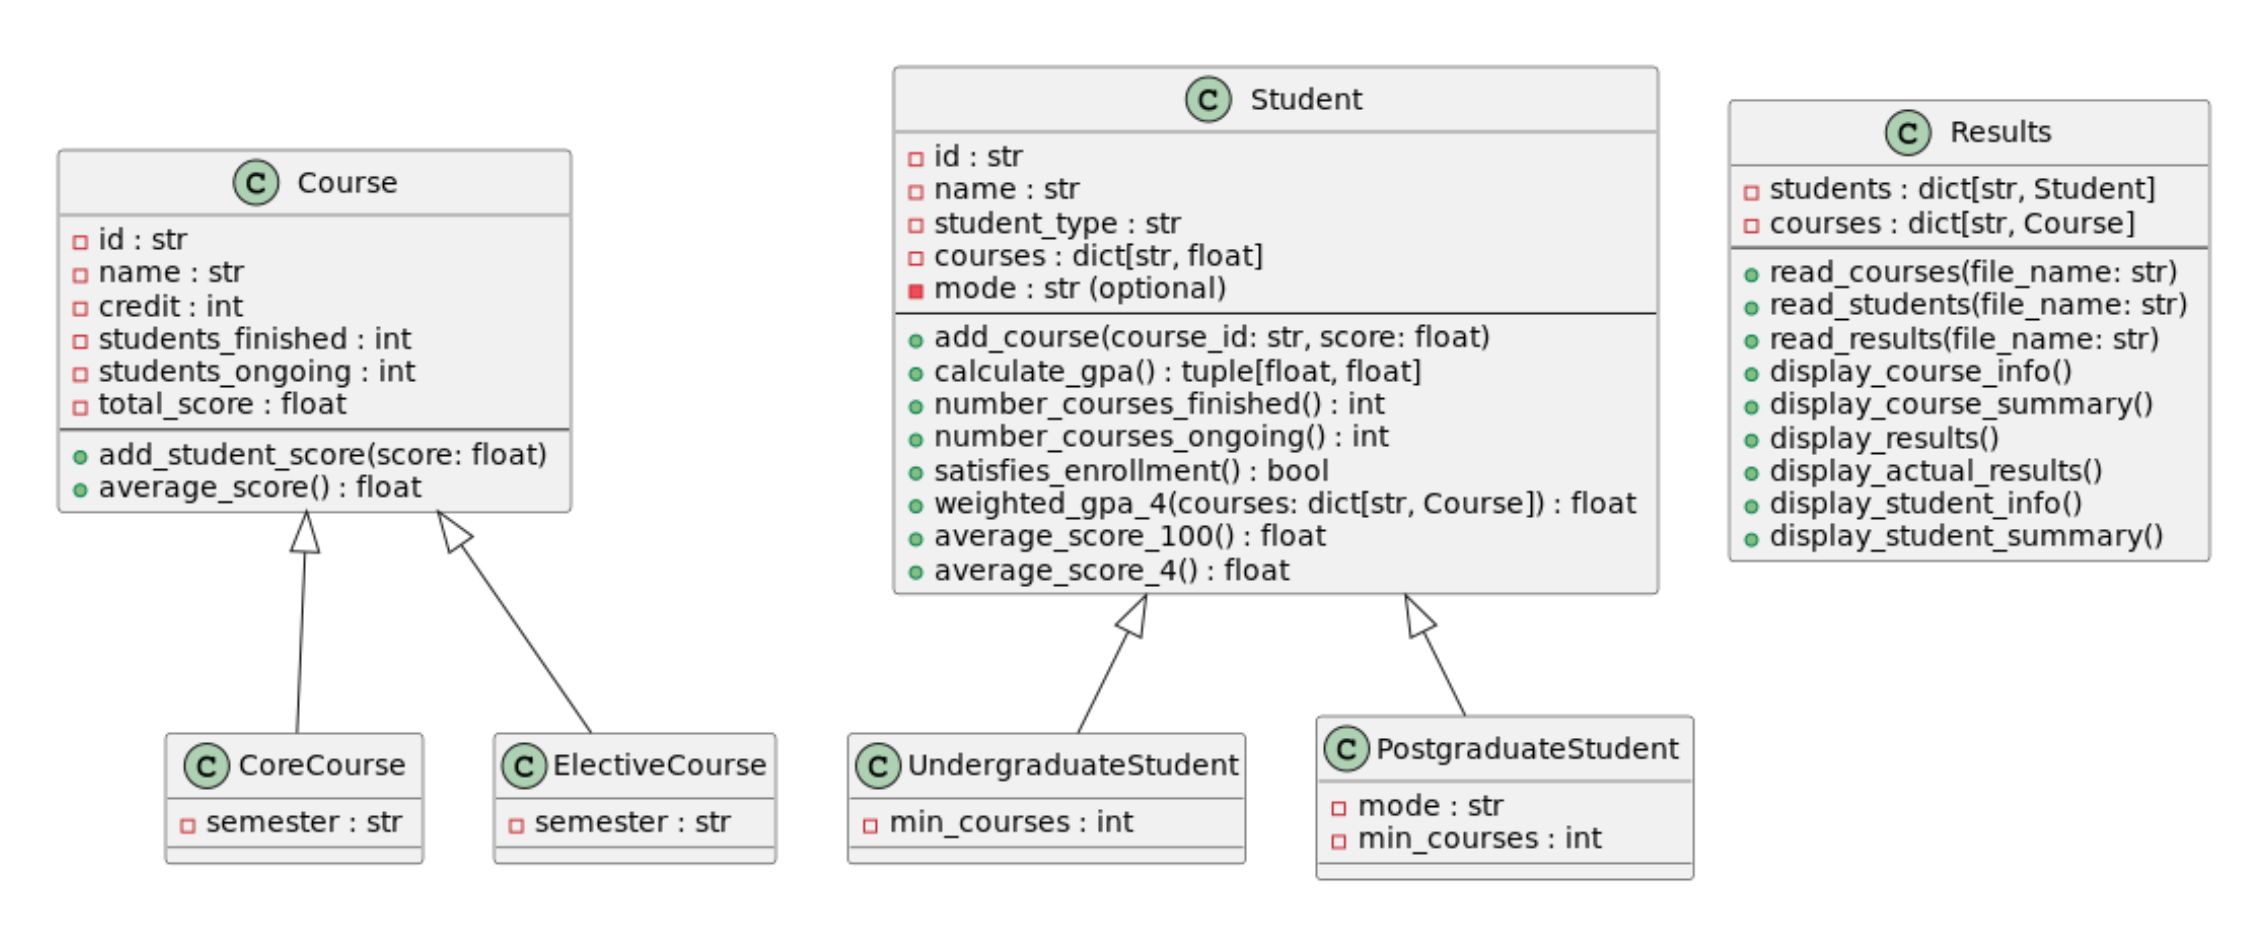 C Course
id : str
name : str
credit : int
students_finished : int
students_ongoing : int
total_score : float
add_student_score(score: float)
average_score() : float
C Student
id : str
name : str
student_type : str
courses : dict[str, float]
mode : str (optional)
add_course(course_id: str, score: float)
calculate_gpa() : tuple[float, float]
number_courses_finished() : int
number_courses_ongoing() : int
satisfies_enrollment() : bool
weighted_gpa_4(courses: dict[str, Course]) : float
average_score_100() : float
average_score_4() : float
C Results
students : dict[str, Student]
courses : dict[str, Course]
read_courses(file_name: str)
read_students(file_name: str)
read_results(file_name: str)
display_course_info()
display_course_summary()
display_results()
display_actual_results()
display_student_info()
display_student_summary()
C CoreCourse
semester : str
C ElectiveCourse
semester : str
C UndergraduateStudent
min_courses : int
C PostgraduateStudent
mode : str
min_courses : int